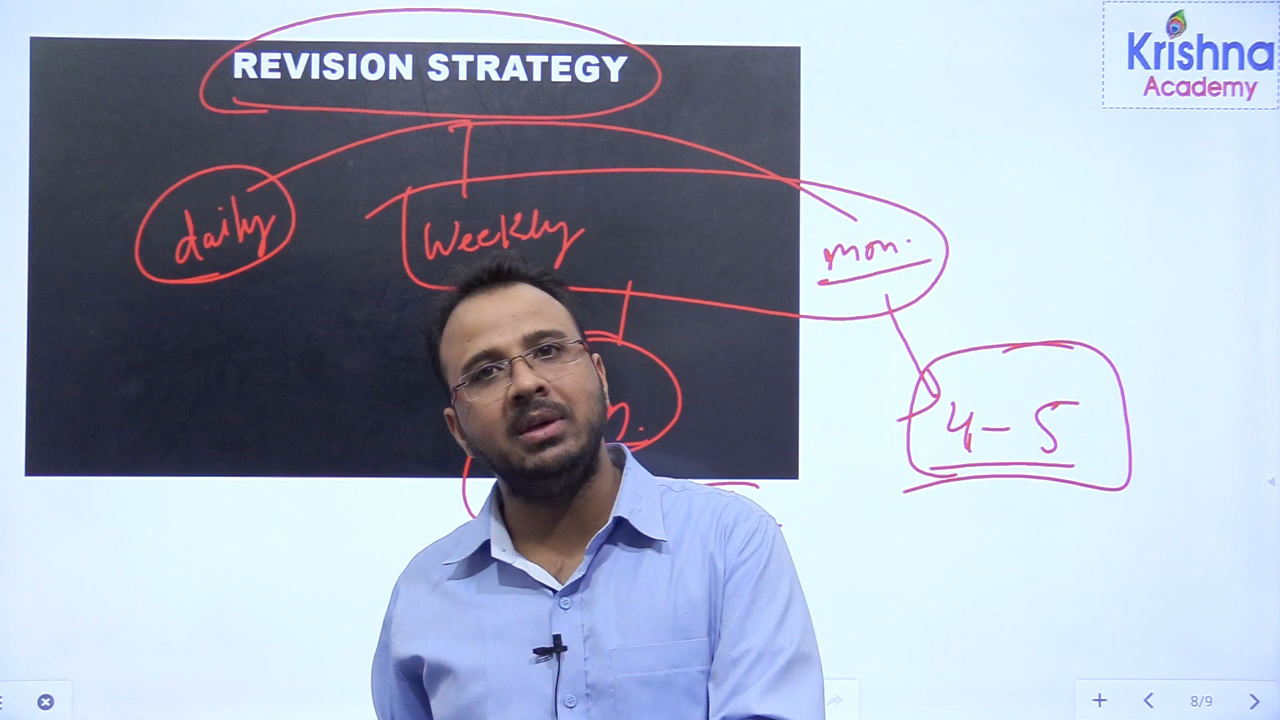 Krishna
Academy
REVISION STRATEGY
daily
Weekly
mon.
4-5
8/9